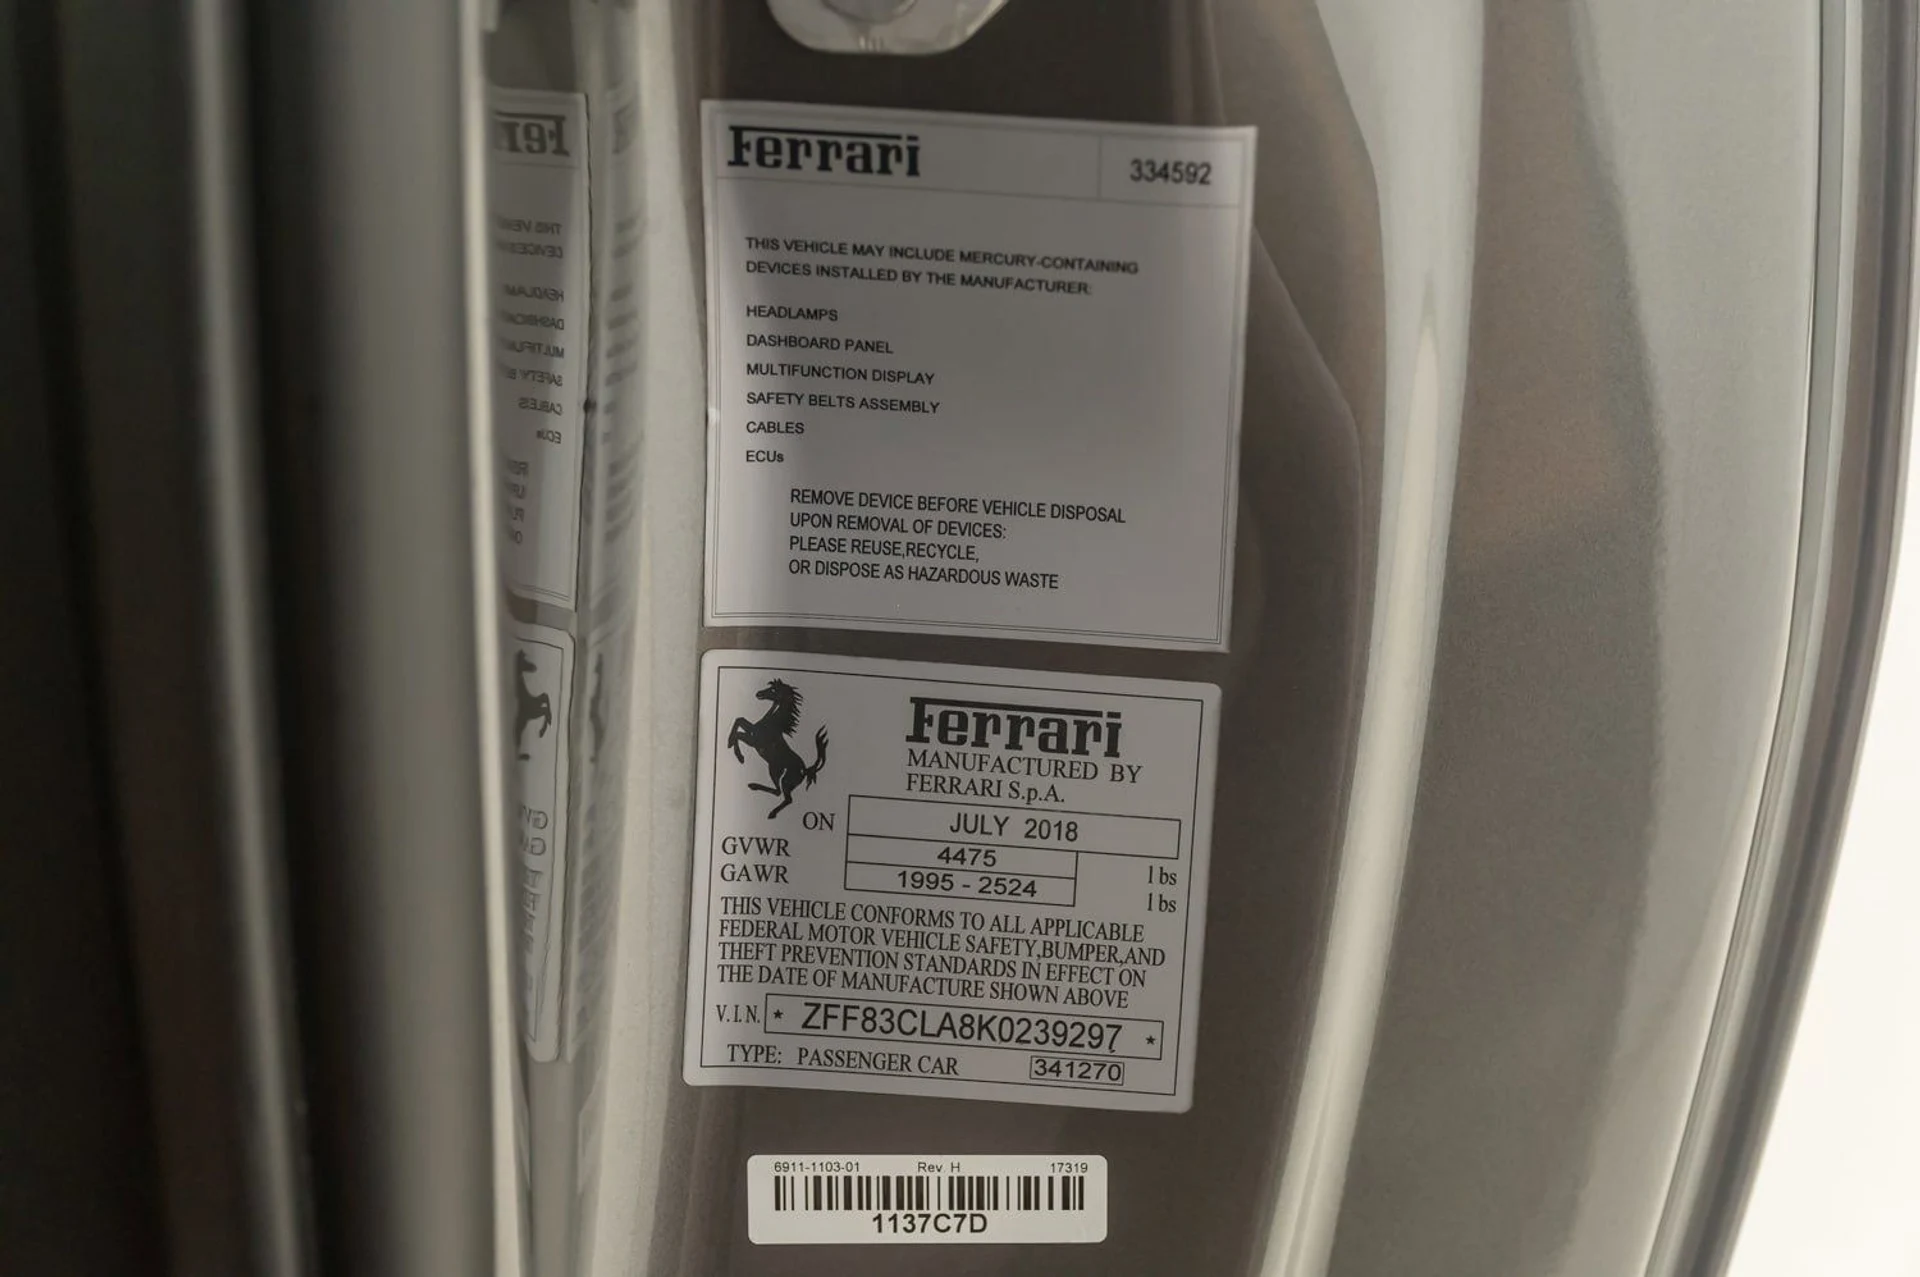 Ferrari 334592
THIS VEHICLE MAY INCLUDE MERCURY-CONTAINING
DEVICES INSTALLED BY THE MANUFACTURER:
HEADLAMPS
DASHBOARD PANEL
MULTIFUNCTION DISPLAY
SAFETY BELTS ASSEMBLY
CABLES
ECUs
REMOVE DEVICE BEFORE VEHICLE DISPOSAL
UPON REMOVAL OF DEVICES:
PLEASE REUSE,RECYCLE,
OR DISPOSE AS HAZARDOUS WASTE
Ferrari
MANUFACTURED BY
FERRARI S.p.A.
ON JULY 2018
GVWR 4475 lbs
GAWR 1995 - 2524 lbs
THIS VEHICLE CONFORMS TO ALL APPLICABLE
FEDERAL MOTOR VEHICLE SAFETY,BUMPER,AND
THEFT PREVENTION STANDARDS IN EFFECT ON
THE DATE OF MANUFACTURE SHOWN ABOVE
V.I.N. * ZFF83CLA8K0239297 *
TYPE: PASSENGER CAR 341270
6911-1103-01 Rev. H 17319
1137C7D